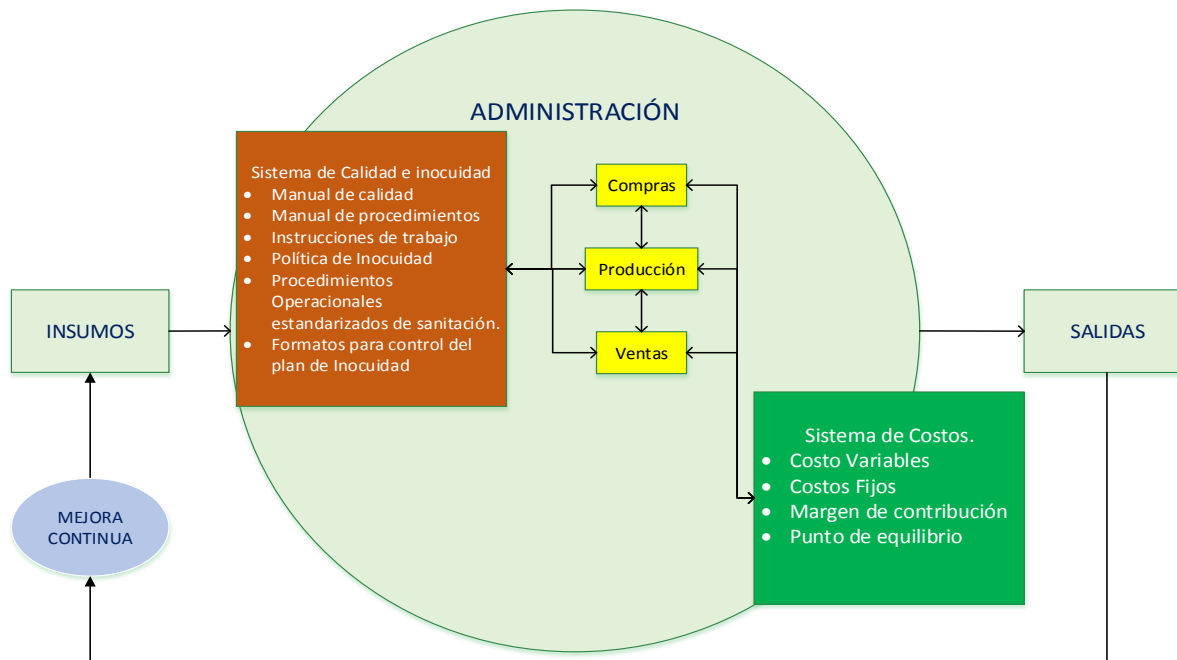 ADMINISTRACIÓN
Sistema de Calidad e inocuidad
• Manual de calidad
• Manual de procedimientos
• Instrucciones de trabajo
• Política de Inocuidad
• Procedimientos
Operacionales
estandarizados de sanitación.
• Formatos para control del
plan de Inocuidad
Compras
Producción
Ventas
INSUMOS
SALIDAS
Sistema de Costos.
• Costo Variables
• Costos Fijos
• Margen de contribución
• Punto de equilibrio
MEJORA
CONTINUA